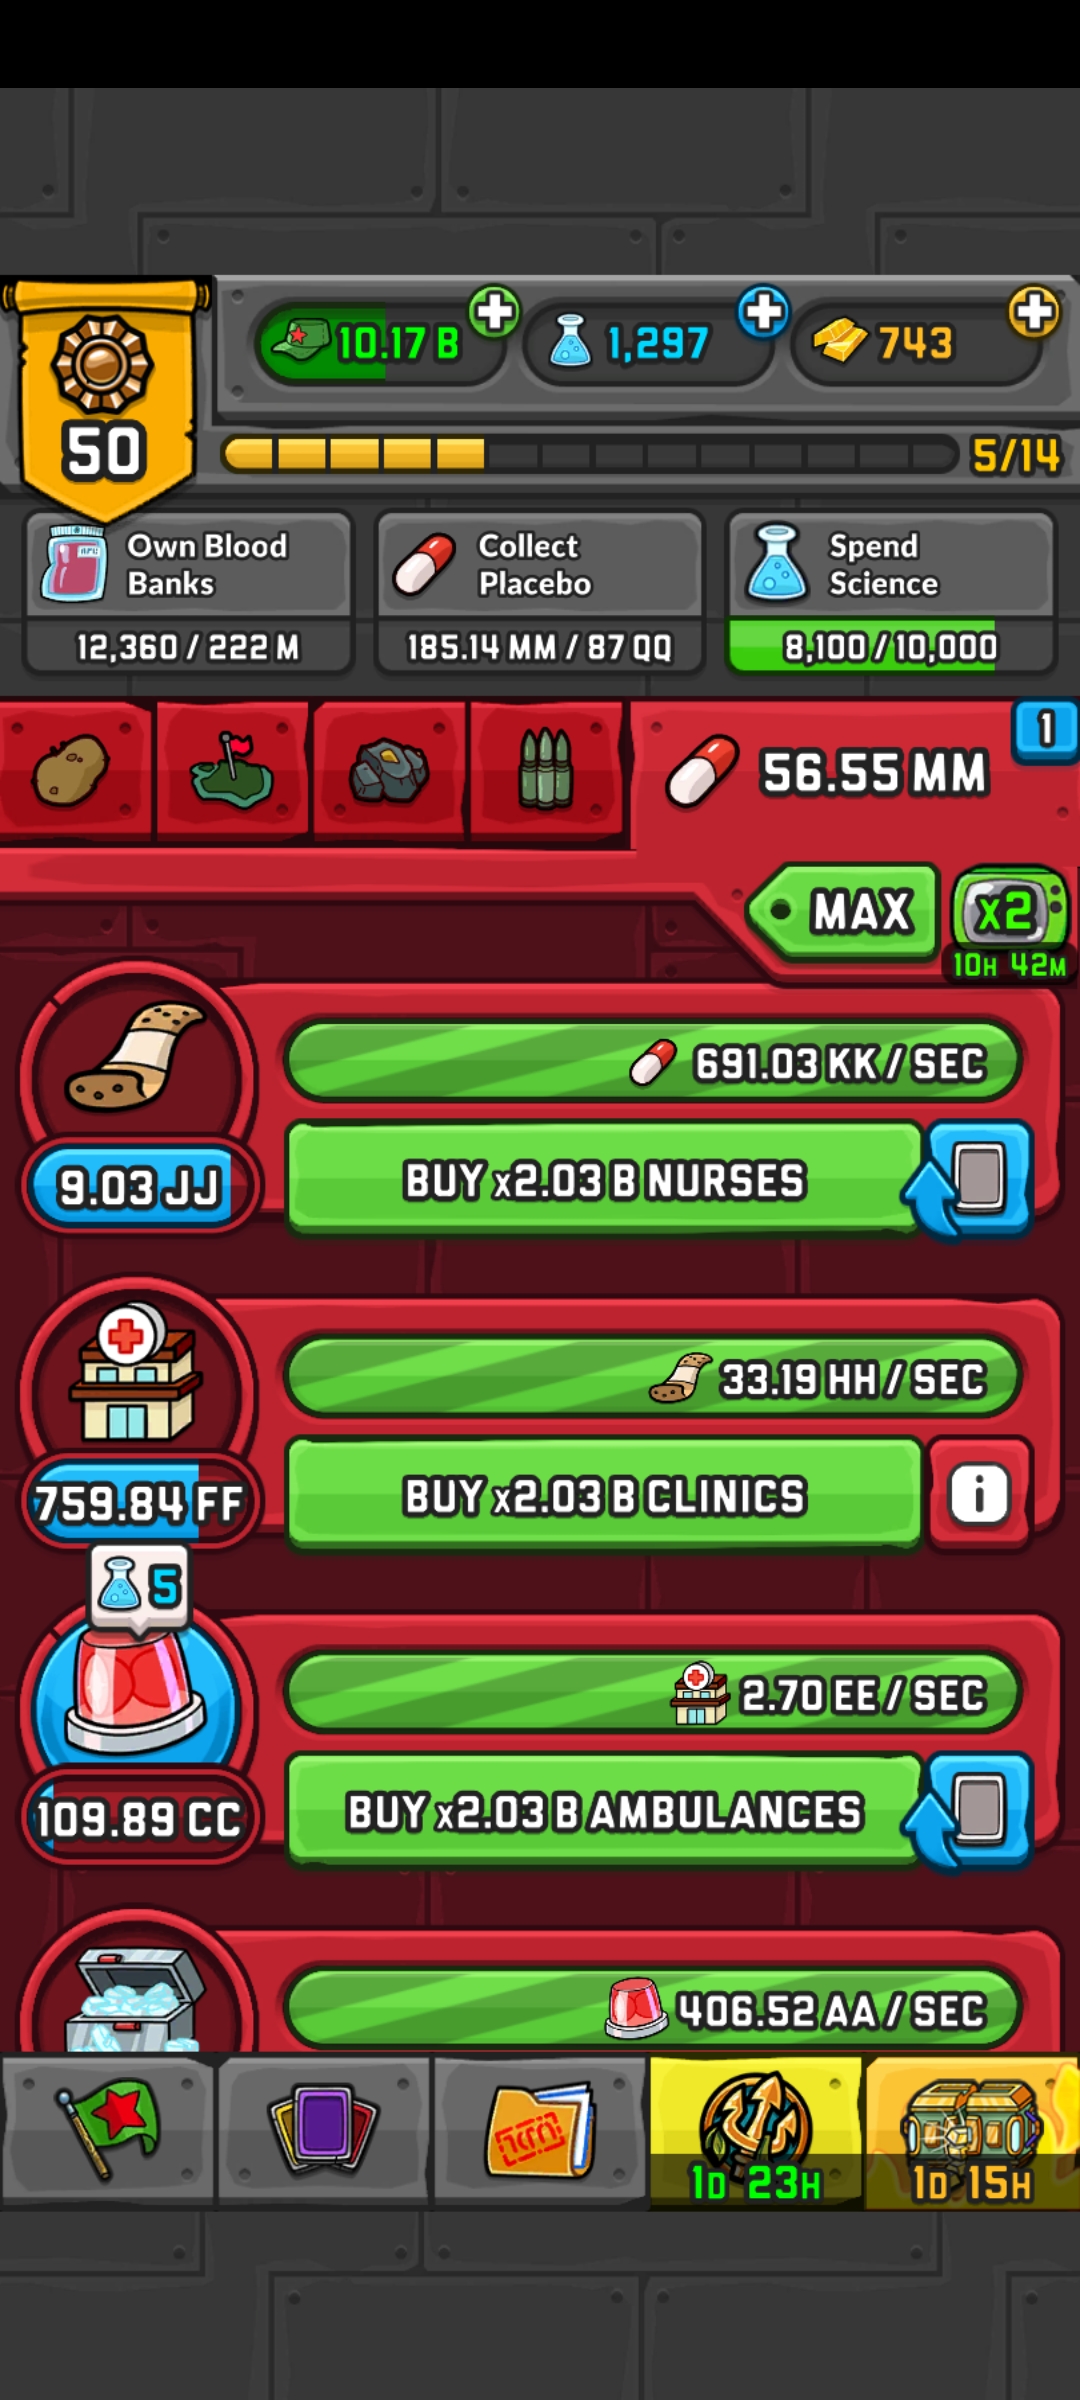 10.17 B
1,297
743
50
5/14
Own Blood
Banks
12,360 / 222 M
Collect
Placebo
185.14 MM / 87 QQ
Spend
Science
8,100 / 10,000
56.55 MM
1
MAX
x2
10H 42M
691.03 KK / SEC
9.03 JJ
BUY x2.03 B NURSES
33.19 HH / SEC
759.84 FF
BUY x2.03 B CLINICS
i
5
2.70 EE / SEC
109.89 CC
BUY x2.03 B AMBULANCES
406.52 AA / SEC
1D 23H
1D 15H